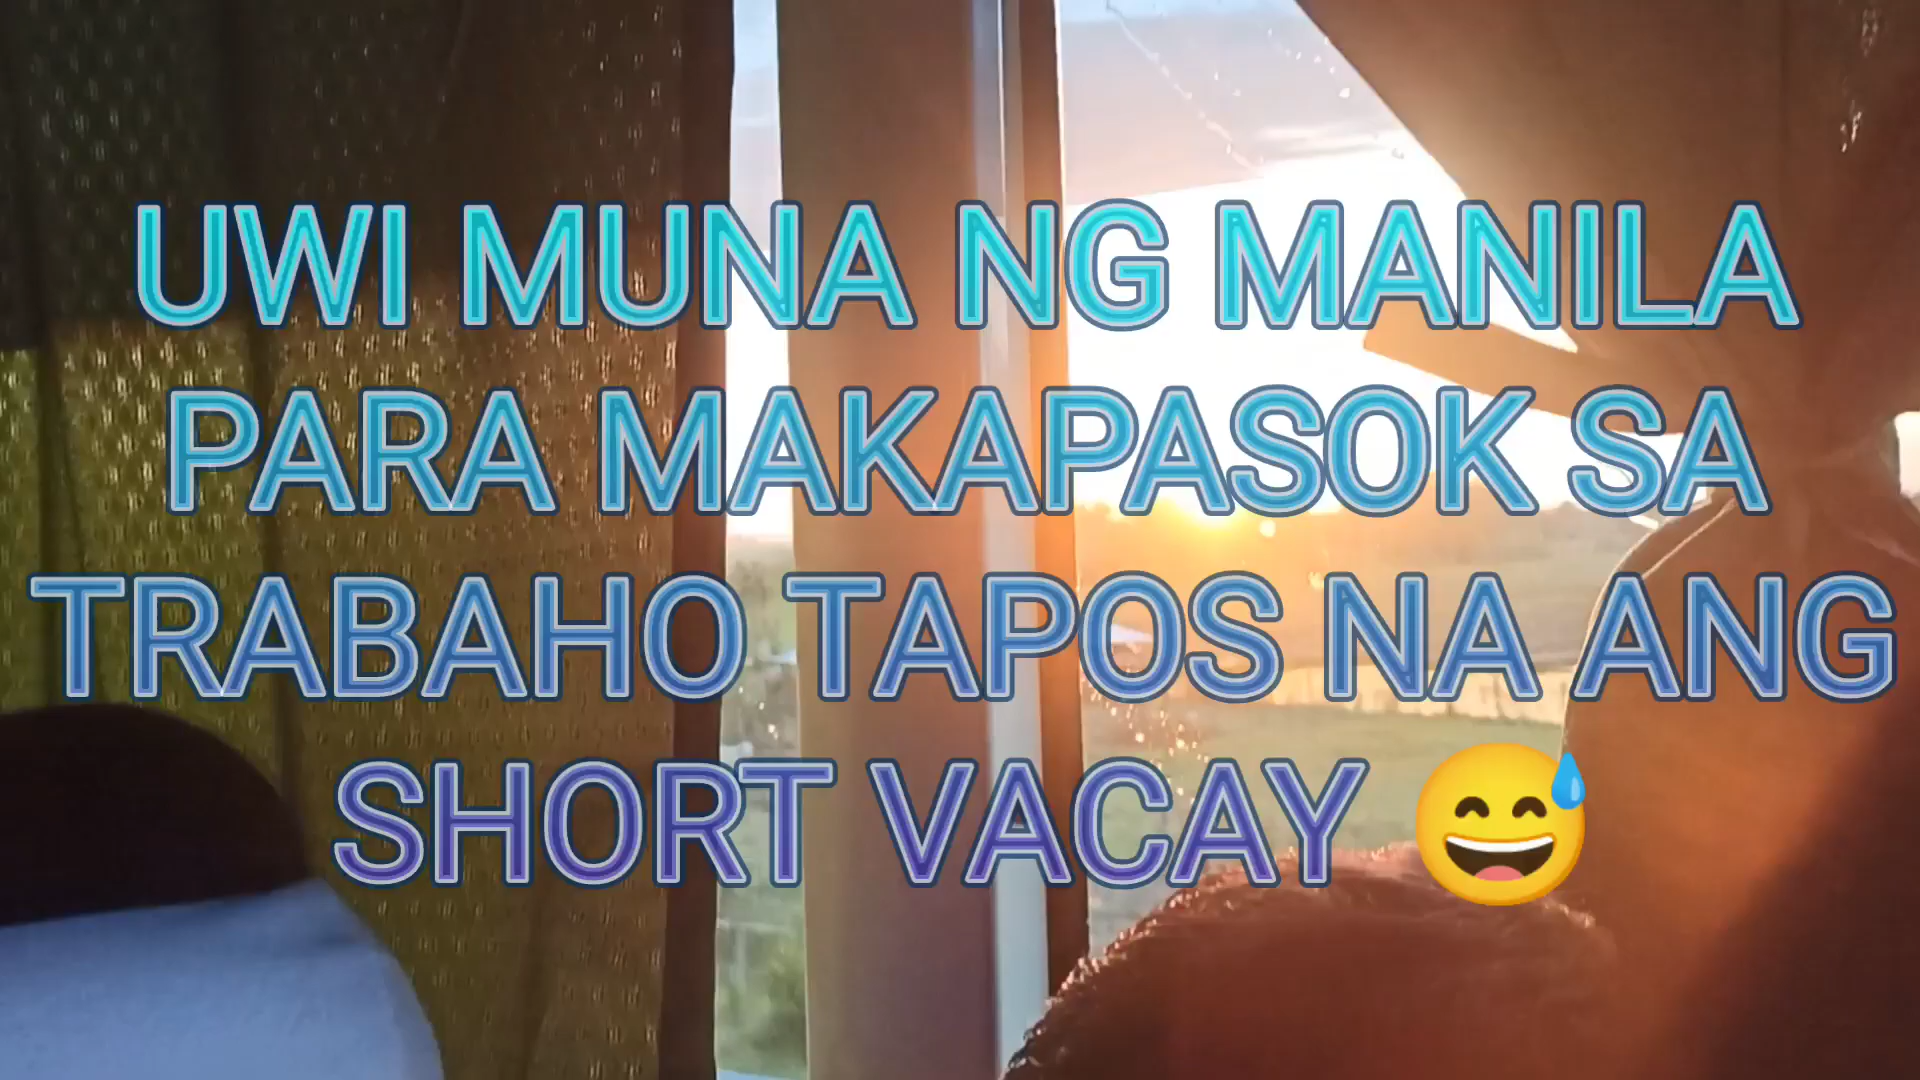 UWI MUNA NG MANILA
PARA MAKAPASOK SA
TRABAHO TAPOS NA ANG
SHORT VACAY 😅